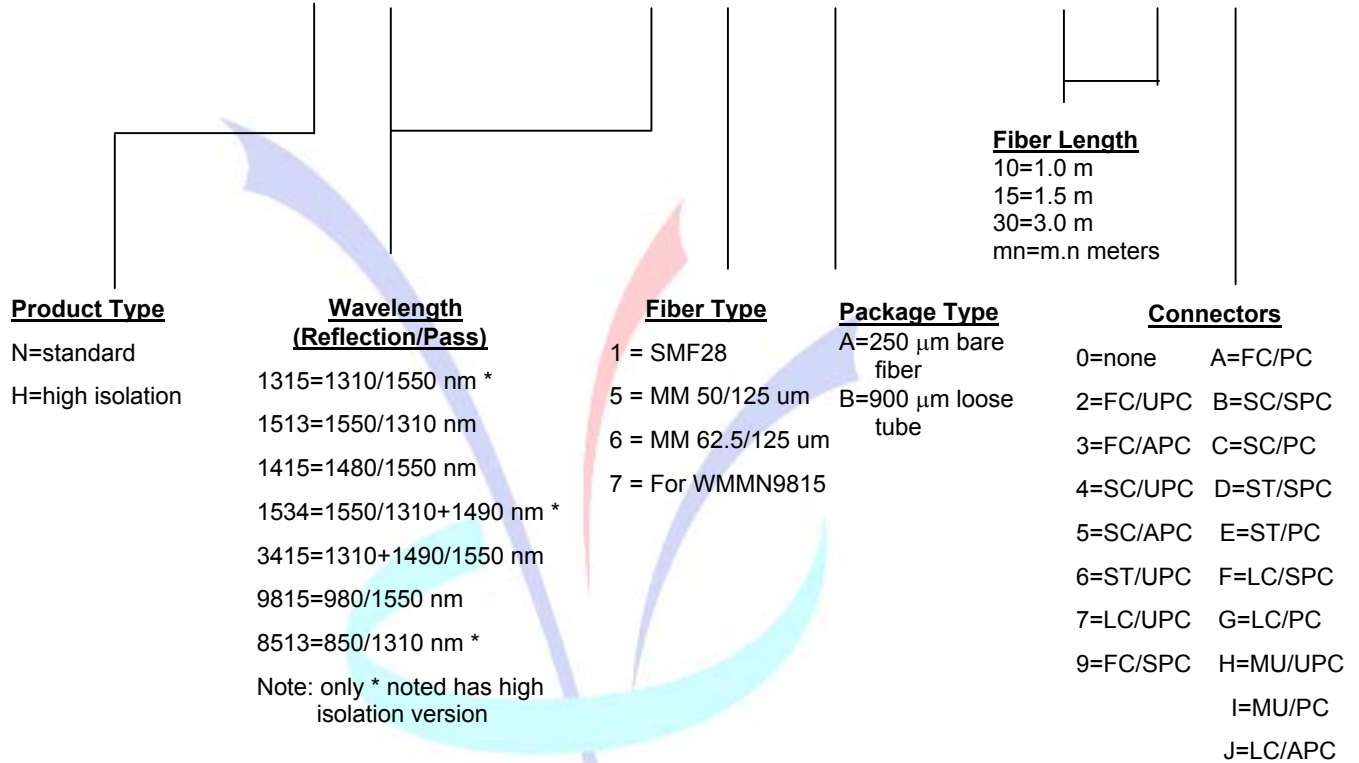 Fiber Length
10=1.0 m
15=1.5 m
30=3.0 m
mn=m.n meters
Product Type
N=standard
H=high isolation
Wavelength
(Reflection/Pass)
1315=1310/1550 nm *
1513=1550/1310 nm
1415=1480/1550 nm
1534=1550/1310+1490 nm *
3415=1310+1490/1550 nm
9815=980/1550 nm
8513=850/1310 nm *
Note: only * noted has high
isolation version
Fiber Type
1 = SMF28
5 = MM 50/125 um
6 = MM 62.5/125 um
7 = For WMMN9815
Package Type
A=250 μm bare
fiber
B=900 μm loose
tube
Connectors
0=none A=FC/PC
2=FC/UPC B=SC/SPC
3=FC/APC C=SC/PC
4=SC/UPC D=ST/SPC
5=SC/APC E=ST/PC
6=ST/UPC F=LC/SPC
7=LC/UPC G=LC/PC
9=FC/SPC H=MU/UPC
I=MU/PC
J=LC/APC